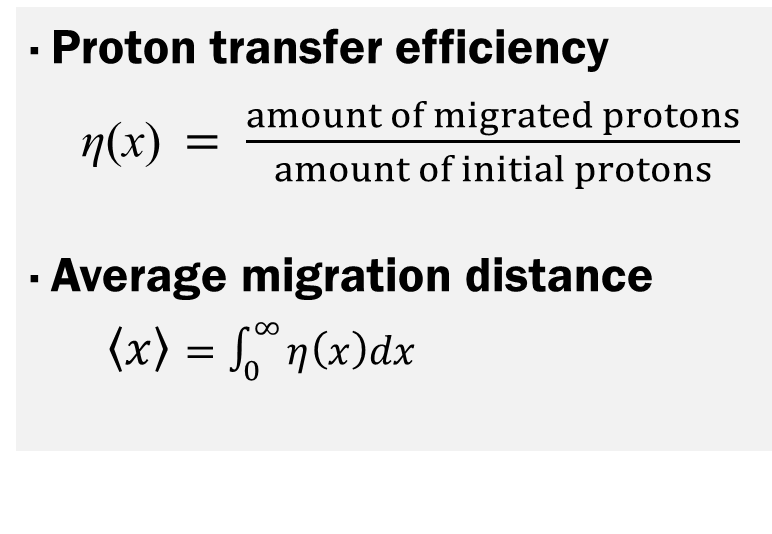 · Proton transfer efficiency
η(x) = amount of migrated protons
amount of initial protons
· Average migration distance
⟨x⟩ = ∫₀^∞ η(x)dx